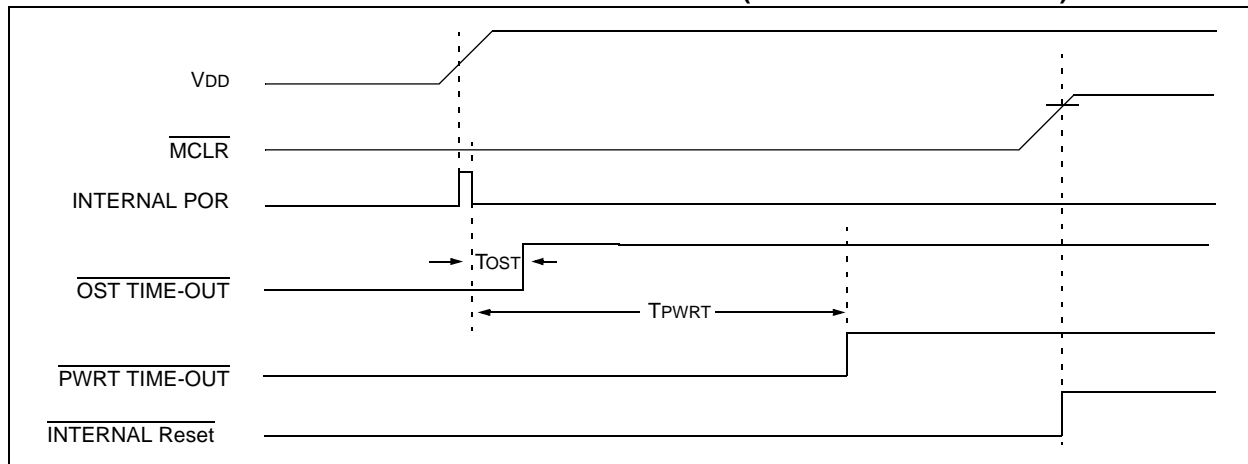 VDD
MCLR
INTERNAL POR
TOST
OST TIME-OUT
TPWRT
PWRT TIME-OUT
INTERNAL Reset